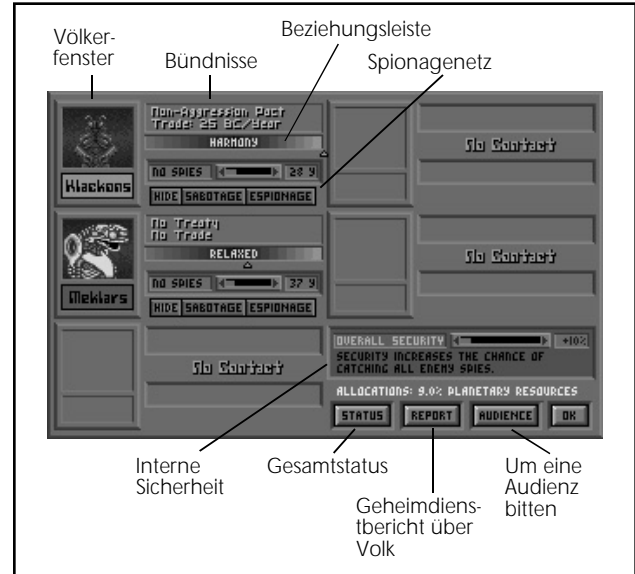 Völker-
fenster
Bündnisse
Beziehungsleiste
Spionagenetz
Non-Aggression Pact
Trade: 25 BC/Year
HARMONY
NO SPIES
28 Y
HIDE SABOTAGE ESPIONAGE
Klackons
No Contact
No Treaty
No Trade
RELAXED
NO SPIES
37 Y
HIDE SABOTAGE ESPIONAGE
Meklars
No Contact
No Contact
OVERALL SECURITY +10%
SECURITY INCREASES THE CHANCE OF
CATCHING ALL ENEMY SPIES.
ALLOCATIONS: 9.0% PLANETARY RESOURCES
STATUS REPORT AUDIENCE OK
Interne
Sicherheit
Gesamtstatus
Geheimdiens-
tbericht über
Volk
Um eine
Audienz
bitten